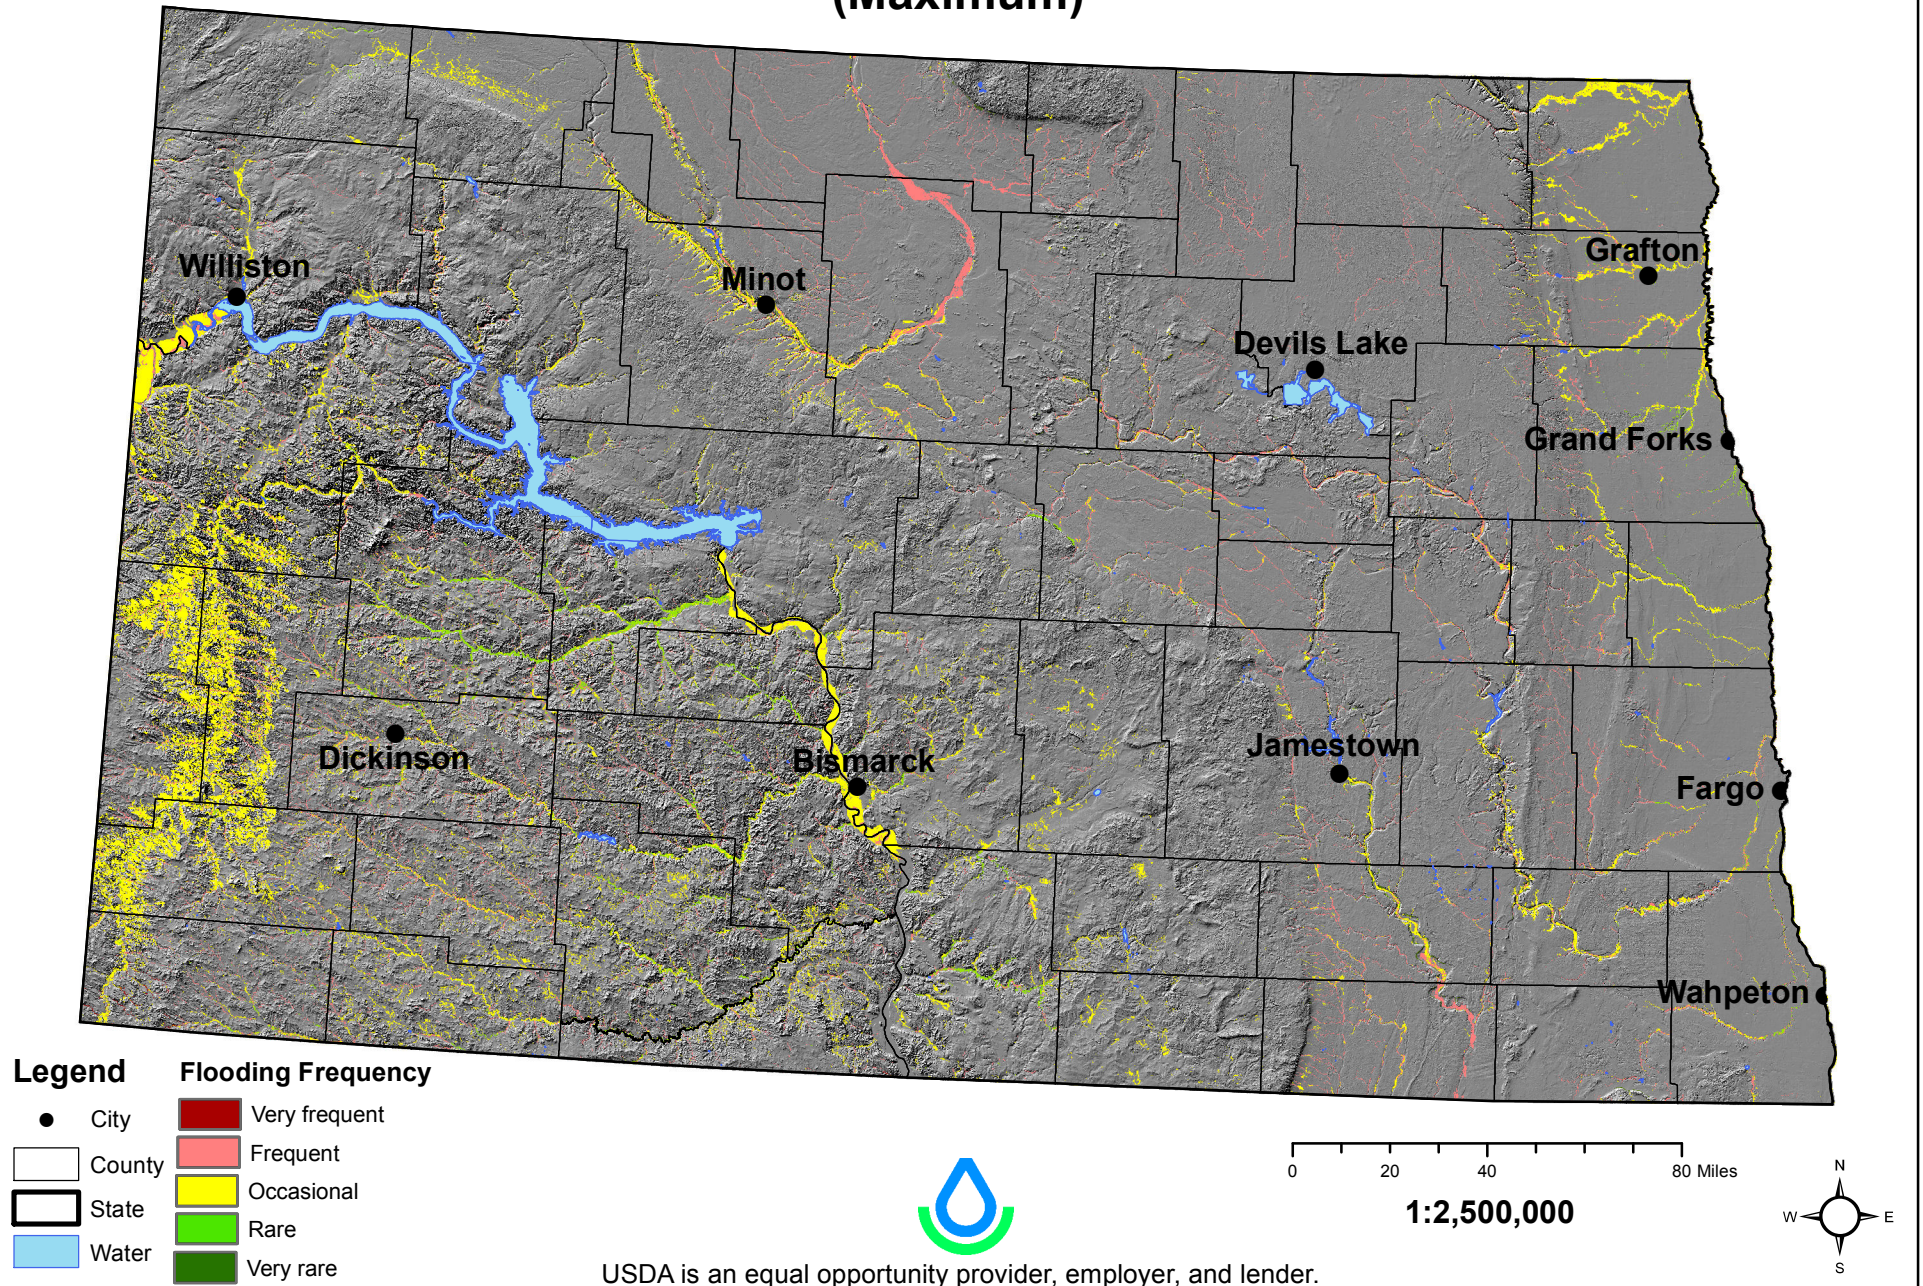 (Maximum)
Williston
Minot
Grafton
Devils Lake
Grand Forks
Dickinson
Bismarck
Jamestown
Fargo
Wahpeton
Legend
City
County
State
Water
Flooding Frequency
Very frequent
Frequent
Occasional
Rare
Very rare
0 20 40 80 Miles
1:2,500,000
N
W E
S
USDA is an equal opportunity provider, employer, and lender.